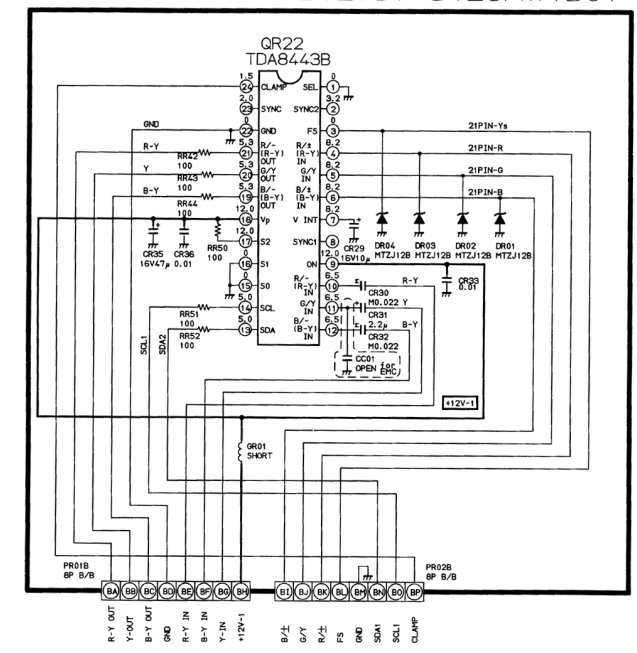 QR22
TDA8443B
1.5 24 CLAMP SEL 1 0
2.0 23 SYNC SYNC2 2 3.2
GND 0 22 GND FS 3 0 21PIN-Ys
R-Y 5.3 21 R/- (R-Y) OUT R/± (R-Y) IN 4 8.2 21PIN-R
RR42 100
Y 5.3 20 G/Y OUT G/Y IN 5 8.2 21PIN-G
RR43 100
B-Y 5.3 19 B/- (B-Y) OUT B/± (B-Y) IN 6 8.2 21PIN-B
RR44 100
12.0 18 Vp V INT 7 8.2
CR35 16V47μ
CR36 0.01
RR50 100
CR29 16V10μ
DR04 MTZJ12B
DR03 MTZJ12B
DR02 MTZJ12B
DR01 MTZJ12B
12.0 17 S2 SYNC1 8
0 16 S1 ON 9 12.0
CR33 0.01
0 15 S0 R/- (R-Y) IN 10 6.5 R-Y
CR30 M0.022
5.0 14 SCL G/Y IN 11 6.5 Y
RR51 100
CR31 2.2μ
5.0 13 SDA B/- (B-Y) IN 12 6.5 B-Y
RR52 100
CR32 M0.022
SCL1
SDA2
CC01
OPEN for EMC
+12V-1
GR01
SHORT
PR01B
8P B/B
PR02B
8P B/B
BA BB BC BD BE BF BG BH BI BJ BK BL BM BN BO BP
R-Y OUT
Y-OUT
B-Y OUT
GND
R-Y IN
B-Y IN
Y-IN
+12V-1
B/±
G/Y
R/±
FS
GND
SDA1
SCL1
CLAMP